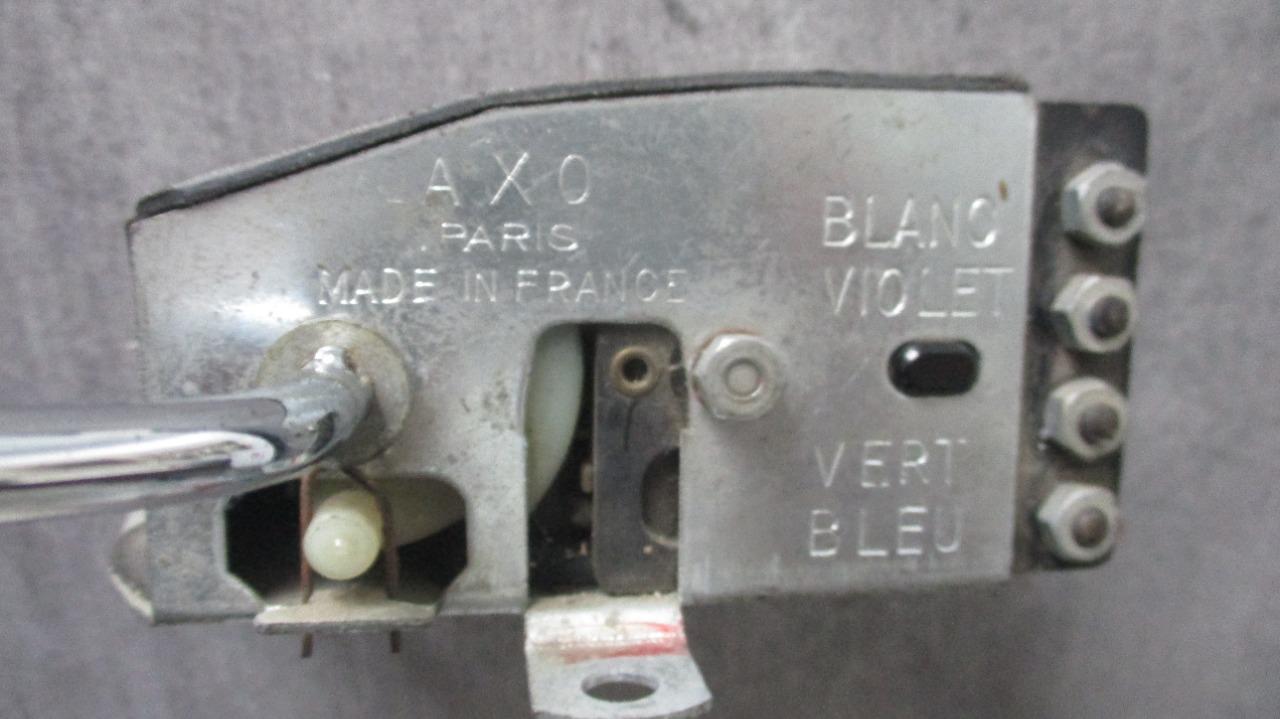 AXO
PARIS
MADE IN FRANCE
BLANC
VIOLET
VERT
BLEU